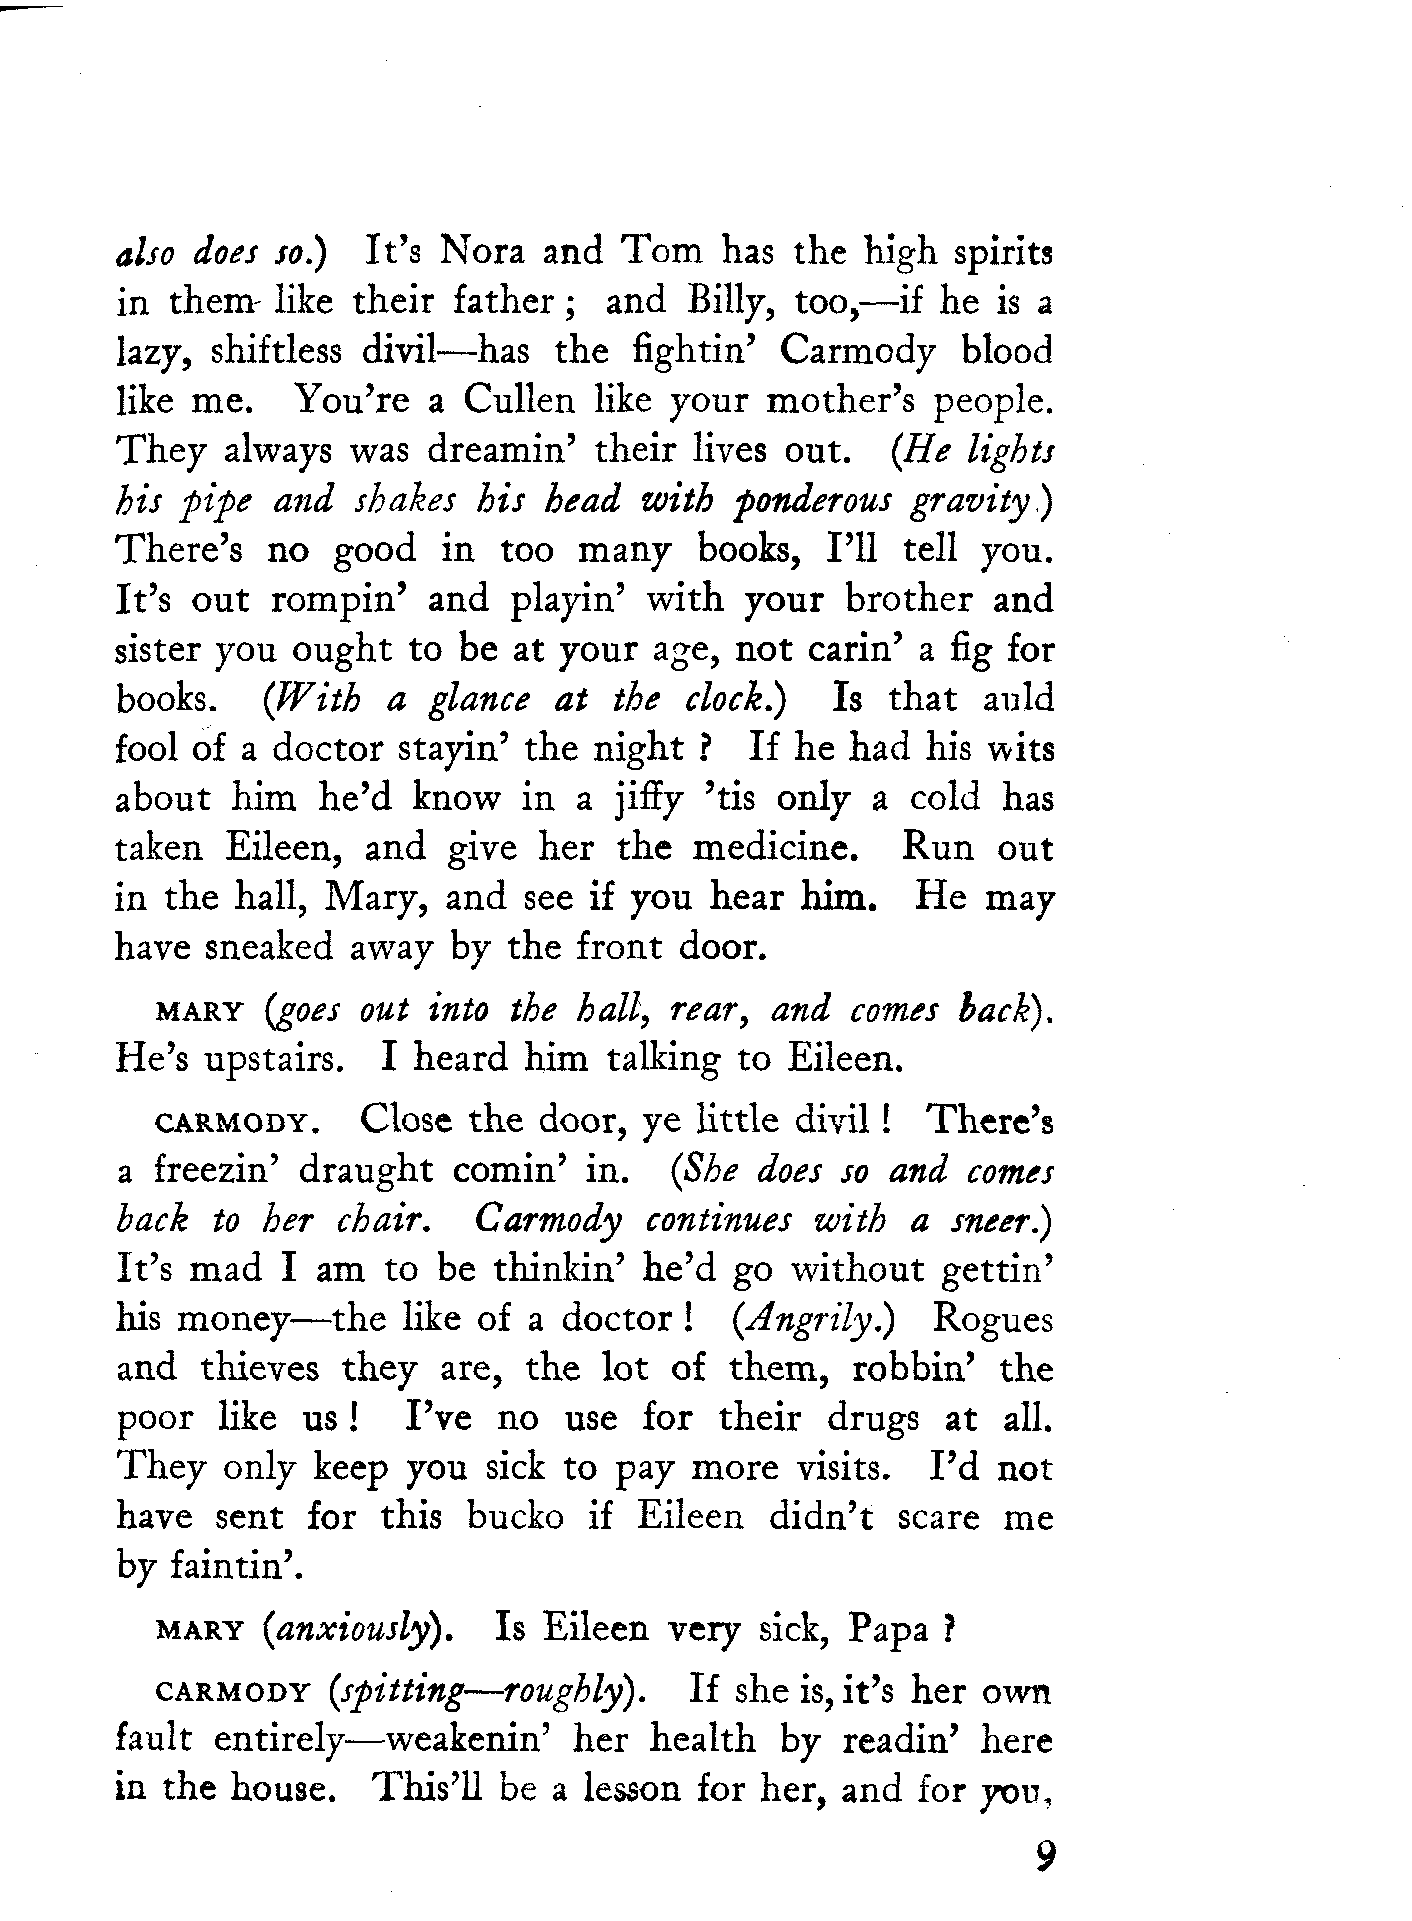 also does so.) It's Nora and Tom has the high spirits
in them like their father ; and Billy, too,—if he is a
lazy, shiftless divil—has the fightin' Carmody blood
like me. You're a Cullen like your mother's people.
They always was dreamin' their lives out. (He lights
his pipe and shakes his head with ponderous gravity.)
There's no good in too many books, I'll tell you.
It's out rompin' and playin' with your brother and
sister you ought to be at your age, not carin' a fig for
books. (With a glance at the clock.) Is that auld
fool of a doctor stayin' the night ? If he had his wits
about him he'd know in a jiffy 'tis only a cold has
taken Eileen, and give her the medicine. Run out
in the hall, Mary, and see if you hear him. He may
have sneaked away by the front door.
MARY (goes out into the hall, rear, and comes back).
He's upstairs. I heard him talking to Eileen.
CARMODY. Close the door, ye little divil ! There's
a freezin' draught comin' in. (She does so and comes
back to her chair. Carmody continues with a sneer.)
It's mad I am to be thinkin' he'd go without gettin'
his money—the like of a doctor ! (Angrily.) Rogues
and thieves they are, the lot of them, robbin' the
poor like us ! I've no use for their drugs at all.
They only keep you sick to pay more visits. I'd not
have sent for this bucko if Eileen didn't scare me
by faintin'.
MARY (anxiously). Is Eileen very sick, Papa ?
CARMODY (spitting—roughly). If she is, it's her own
fault entirely—weakenin' her health by readin' here
in the house. This'll be a lesson for her, and for you,
9